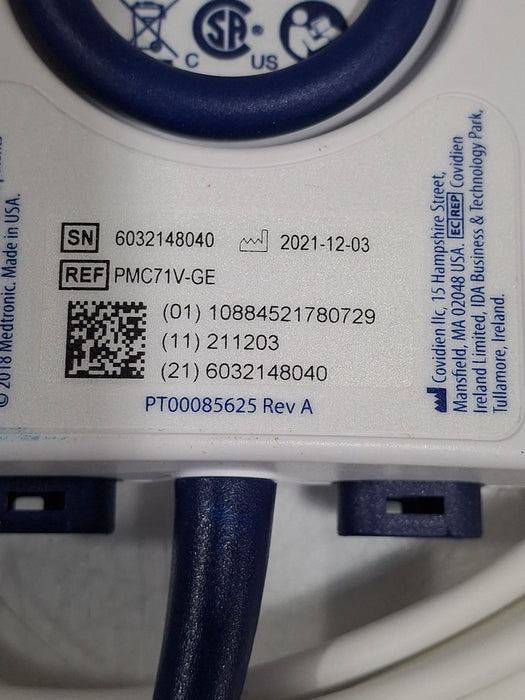 C US
SA ®
SN 6032148040 2021-12-03
REF PMC71V-GE
(01) 10884521780729
(11) 211203
(21) 6032148040
PT00085625 Rev A
© 2018 Medtronic. Made in USA.
Covidien llc, 15 Hampshire Street,
Mansfield, MA 02048 USA. EC REP Covidien
Ireland Limited, IDA Business & Technology Park,
Tullamore, Ireland.